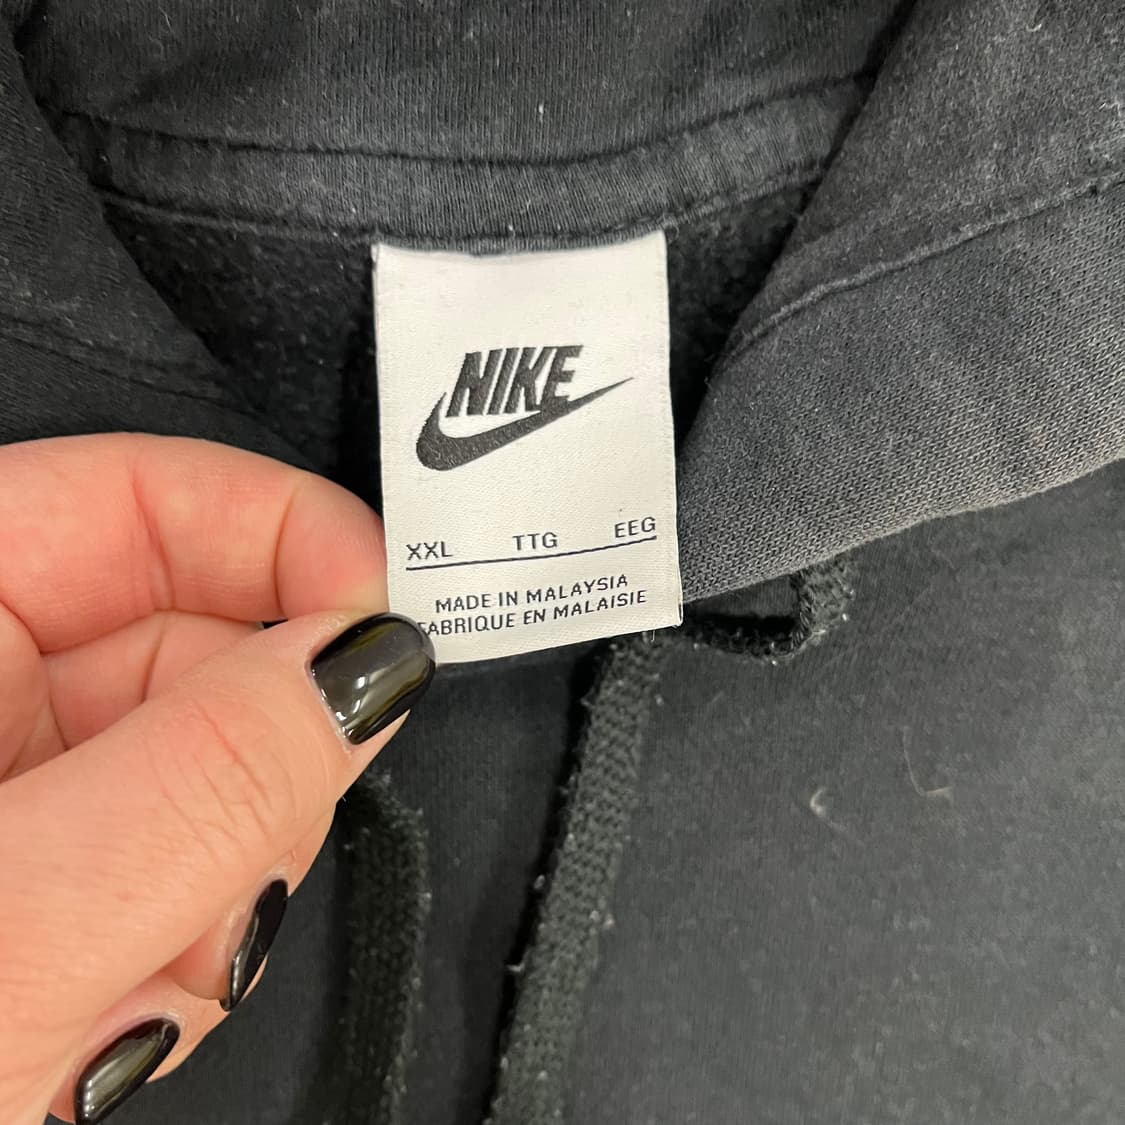 NIKE
XXL TTG EEG
MADE IN MALAYSIA
FABRIQUE EN MALAISIE